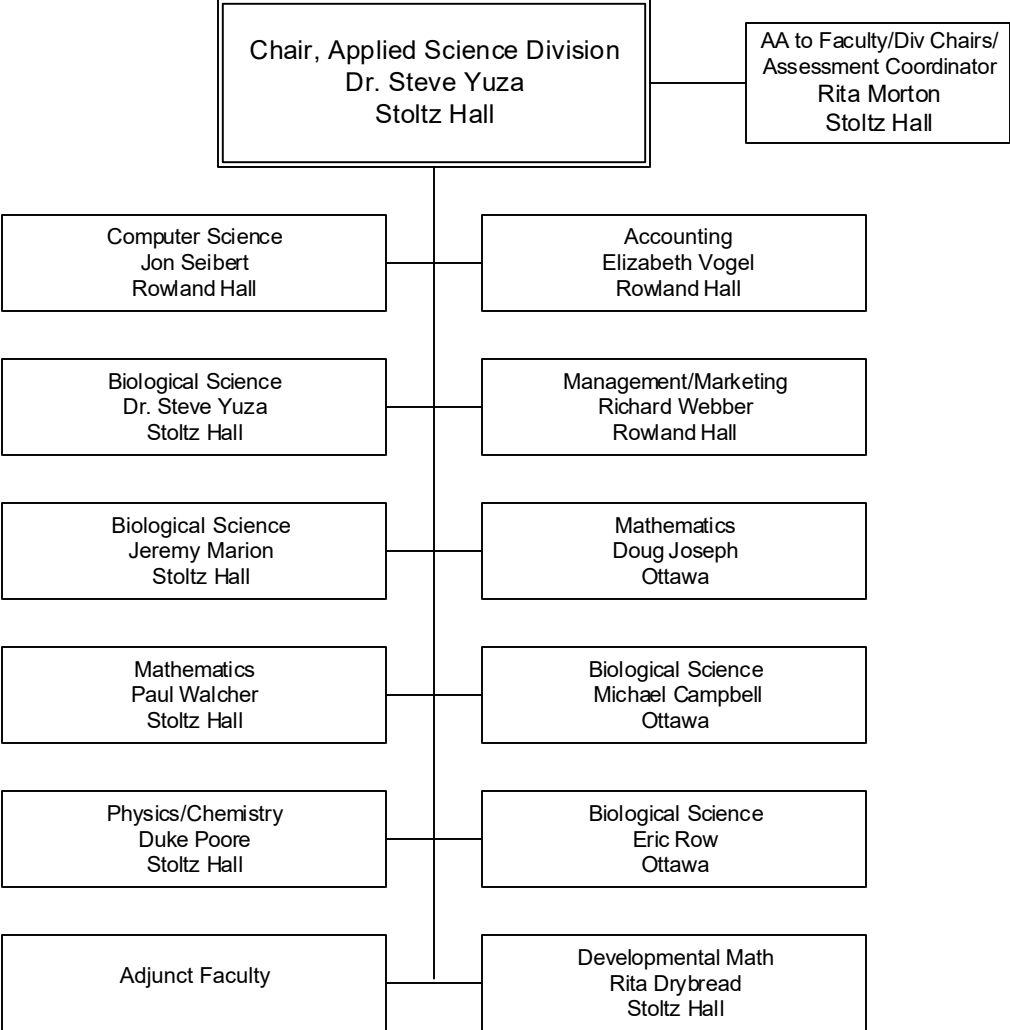 Chair, Applied Science Division
Dr. Steve Yuza
Stoltz Hall
AA to Faculty/Div Chairs/
Assessment Coordinator
Rita Morton
Stoltz Hall
Computer Science
Jon Seibert
Rowland Hall
Accounting
Elizabeth Vogel
Rowland Hall
Biological Science
Dr. Steve Yuza
Stoltz Hall
Management/Marketing
Richard Webber
Rowland Hall
Biological Science
Jeremy Marion
Stoltz Hall
Mathematics
Doug Joseph
Ottawa
Mathematics
Paul Walcher
Stoltz Hall
Biological Science
Michael Campbell
Ottawa
Physics/Chemistry
Duke Poore
Stoltz Hall
Biological Science
Eric Row
Ottawa
Adjunct Faculty
Developmental Math
Rita Drybread
Stoltz Hall